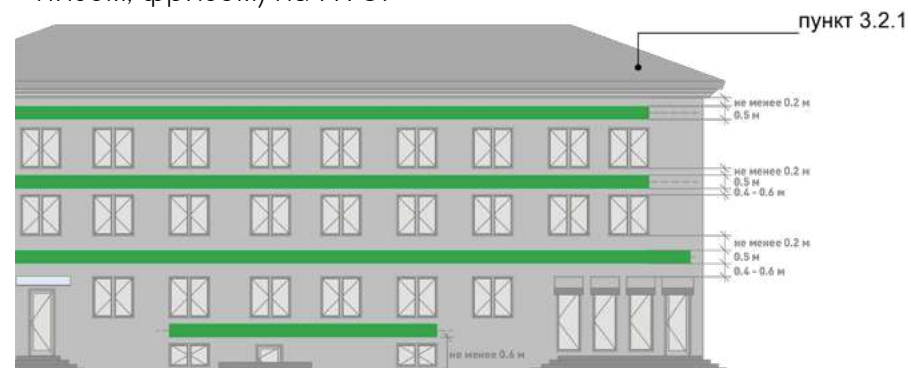 пункт 3.2.1
не менее 0.2 м
0.5 м
не менее 0.2 м
0.5 м
0.4 - 0.6 м
не менее 0.2 м
0.5 м
0.4 - 0.6 м
не менее 0.6 м